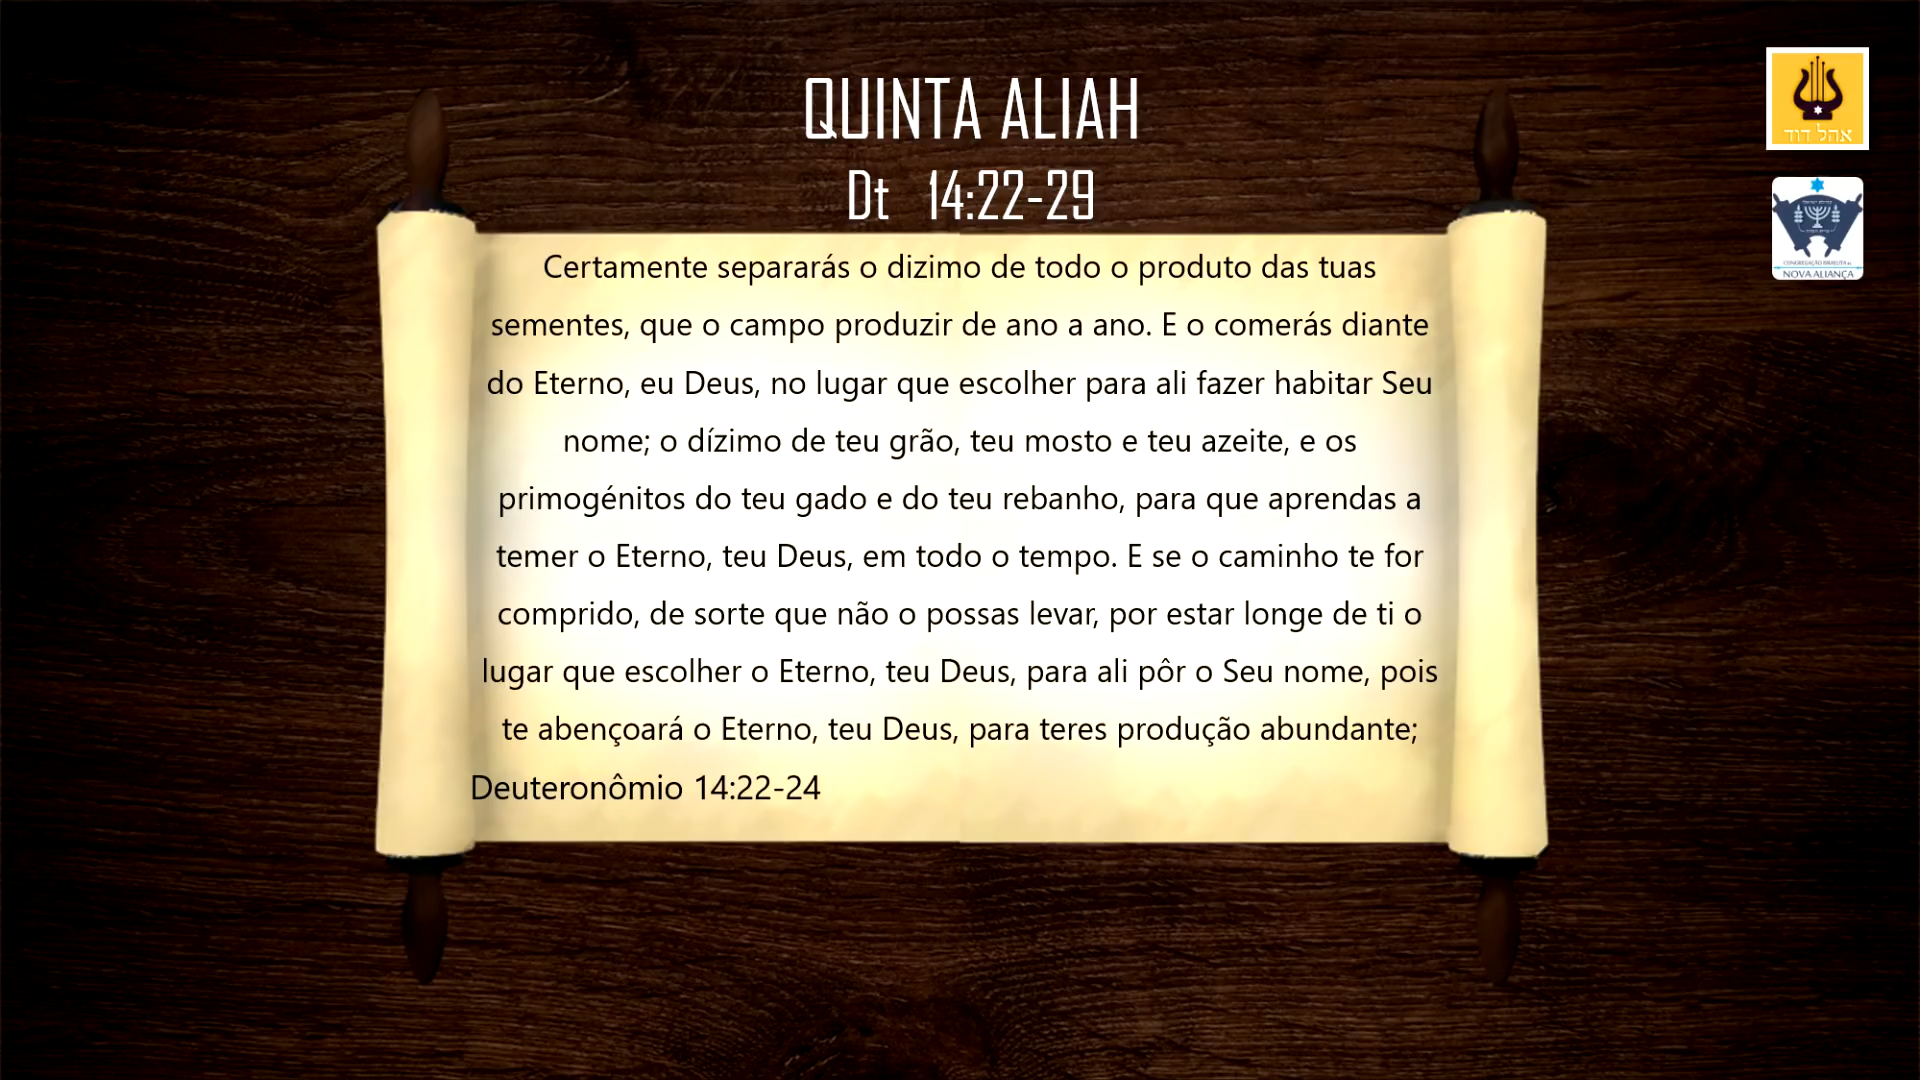 QUINTA ALIAH
Dt 14:22-29
Certamente separarás o dizimo de todo o produto das tuas
sementes, que o campo produzir de ano a ano. E o comerás diante
do Eterno, eu Deus, no lugar que escolher para ali fazer habitar Seu
nome; o dízimo de teu grão, teu mosto e teu azeite, e os
primogénitos do teu gado e do teu rebanho, para que aprendas a
temer o Eterno, teu Deus, em todo o tempo. E se o caminho te for
comprido, de sorte que não o possas levar, por estar longe de ti o
lugar que escolher o Eterno, teu Deus, para ali pôr o Seu nome, pois
te abençoará o Eterno, teu Deus, para teres produção abundante;
Deuteronômio 14:22-24
אהל דוד
CONGREGAÇÃO ISRAELITA
NOVA ALIANÇA